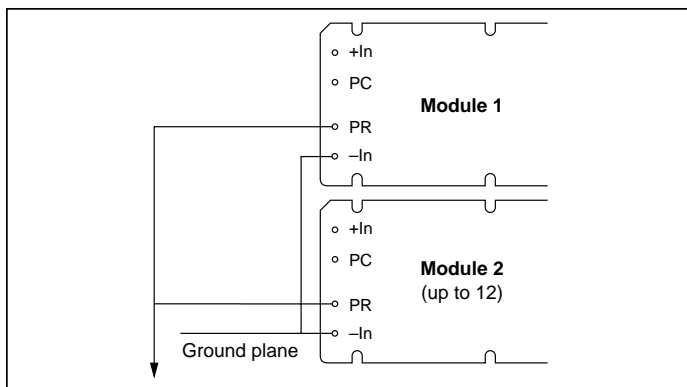 +In
PC
Module 1
PR
–In
+In
PC
Module 2
(up to 12)
PR
–In
Ground plane